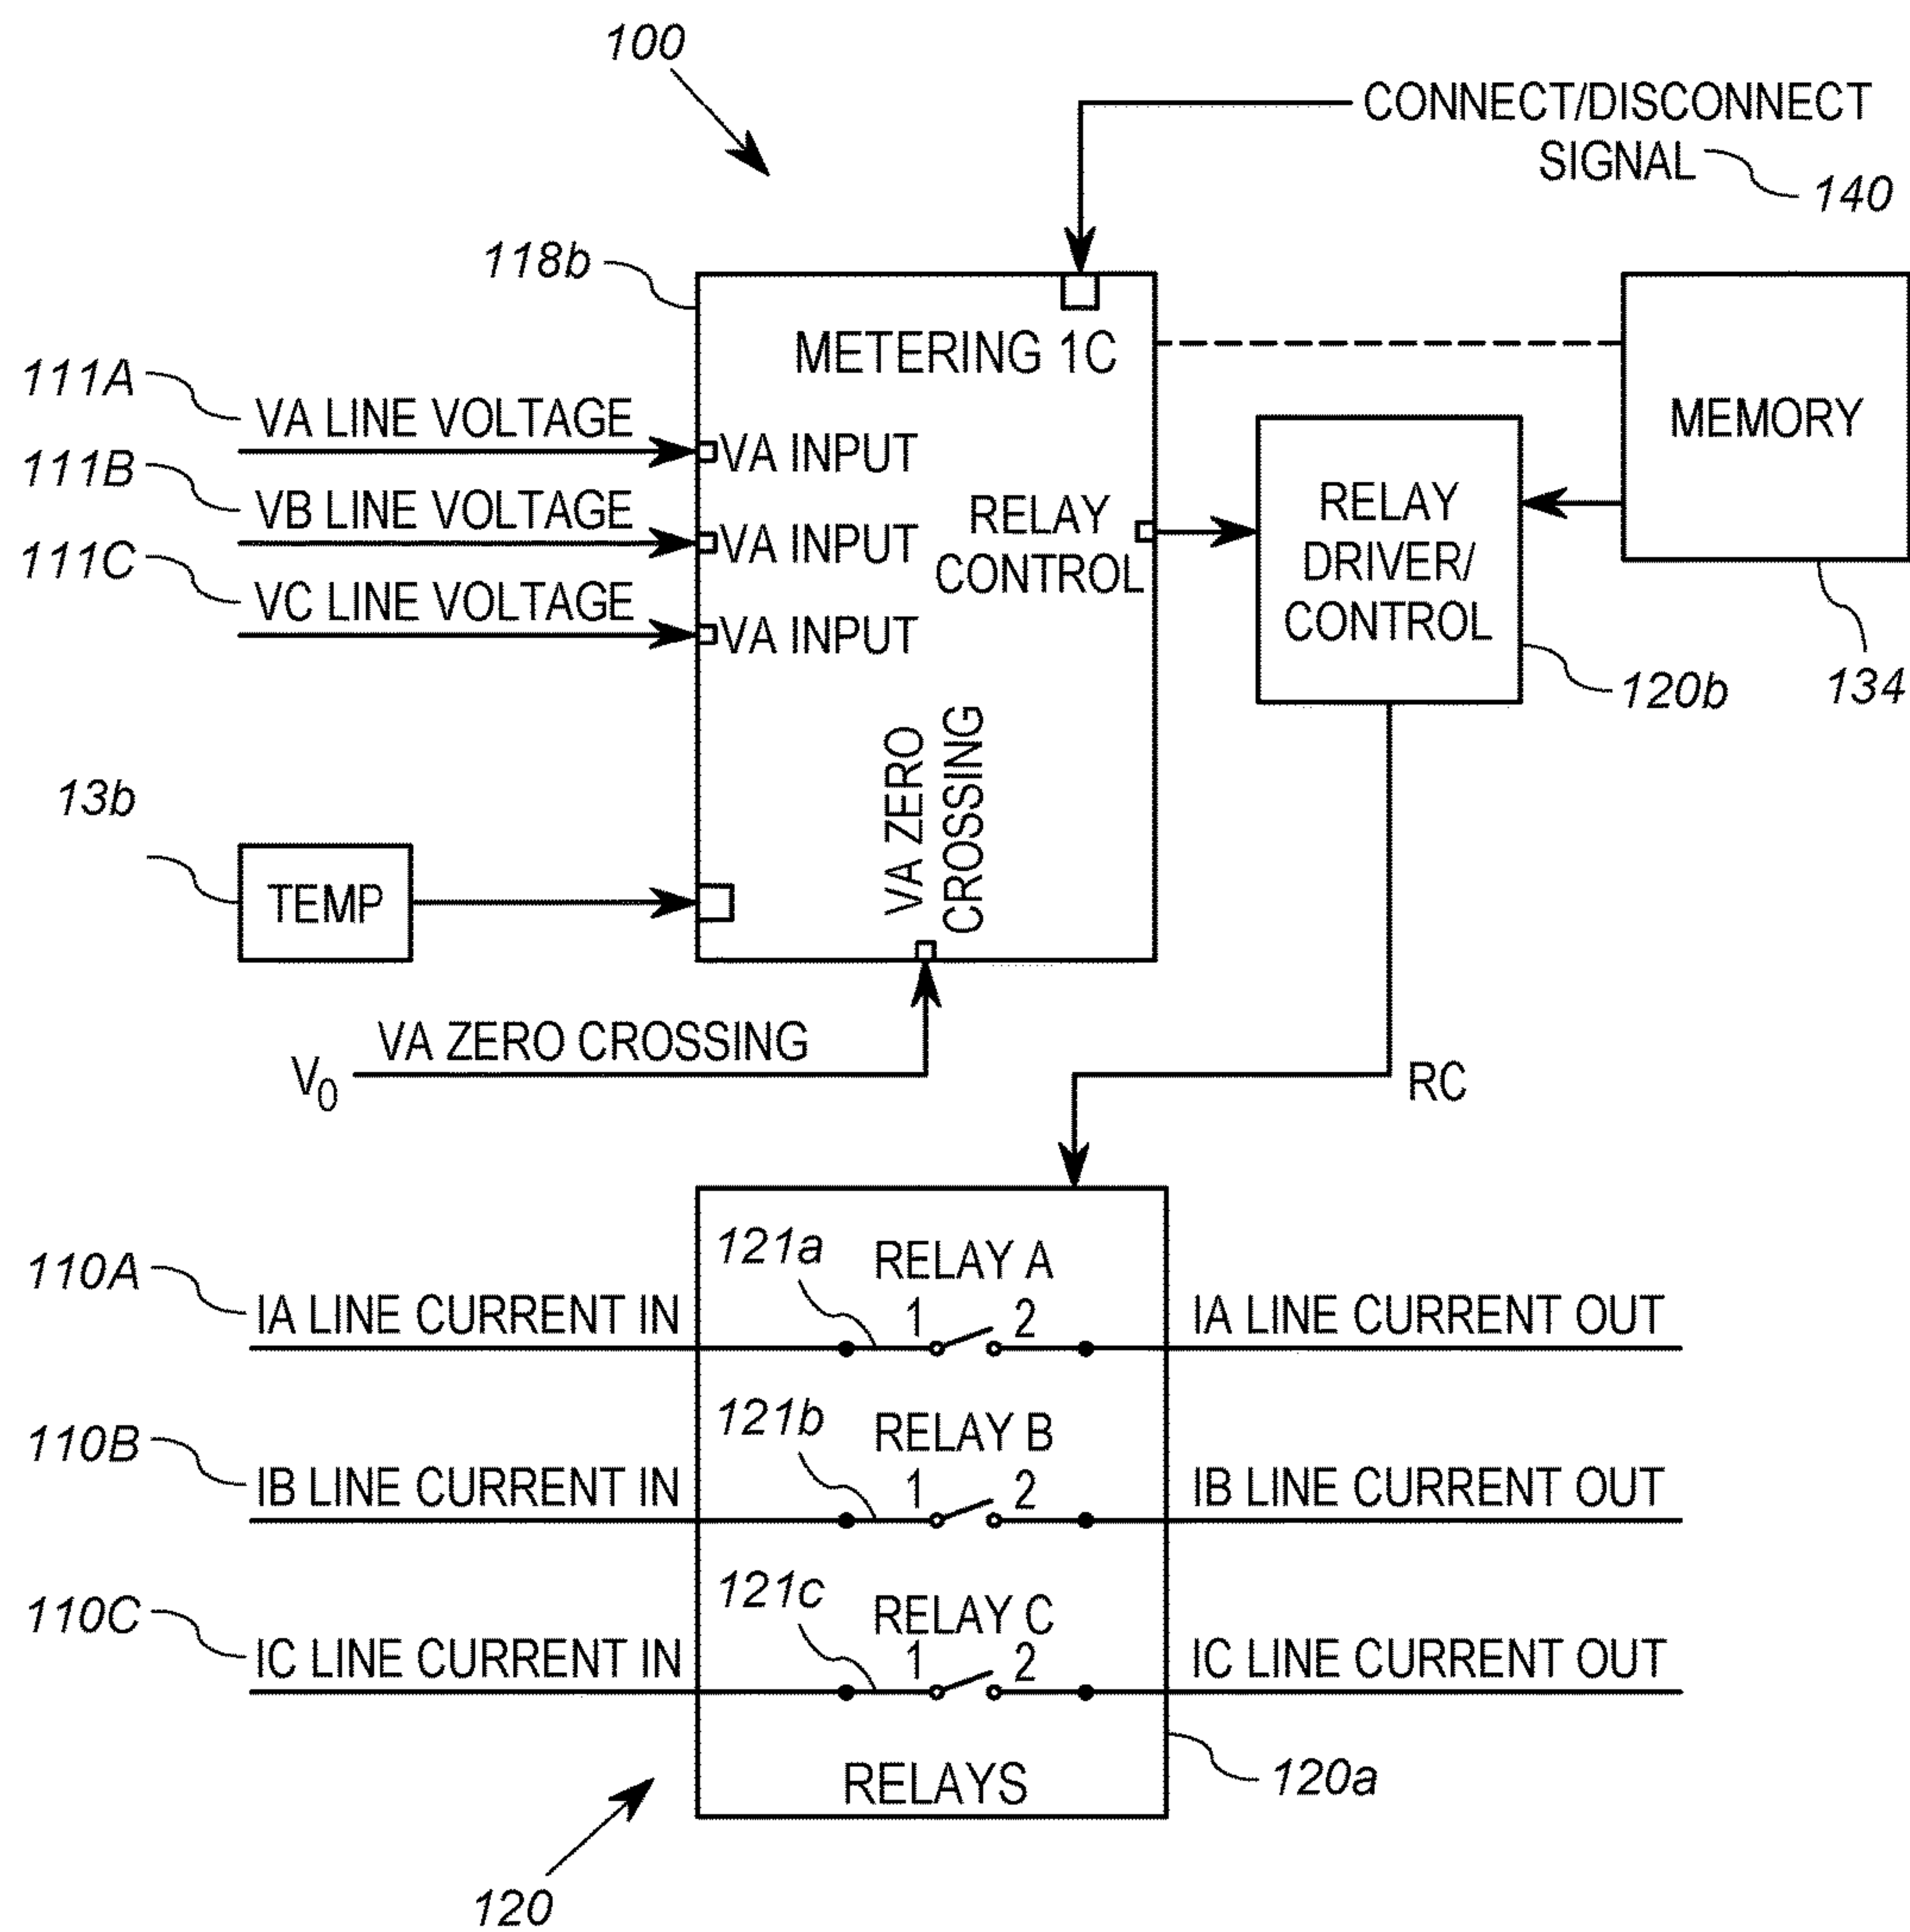 100
CONNECT/DISCONNECT
SIGNAL
140
118b
METERING 1C
MEMORY
134
111A
VA LINE VOLTAGE
VA INPUT
111B
VB LINE VOLTAGE
VA INPUT
111C
VC LINE VOLTAGE
VA INPUT
RELAY
CONTROL
RELAY
DRIVER/
CONTROL
120b
13b
TEMP
VA ZERO
CROSSING
V0
VA ZERO CROSSING
RC
121a
RELAY A
110A
IA LINE CURRENT IN
1 2
IA LINE CURRENT OUT
121b
RELAY B
110B
IB LINE CURRENT IN
1 2
IB LINE CURRENT OUT
121c
RELAY C
110C
IC LINE CURRENT IN
1 2
IC LINE CURRENT OUT
RELAYS
120a
120